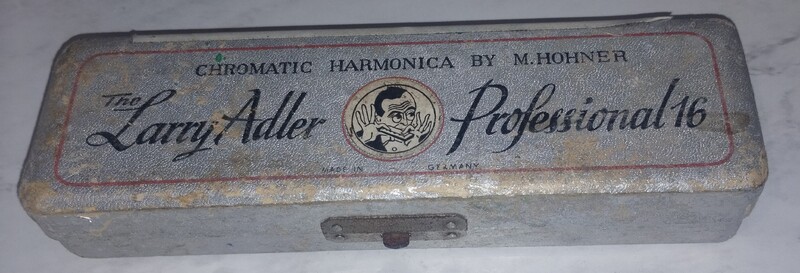 CHROMATIC HARMONICA BY M. HOHNER
The Larry Adler Professional 16
MADE IN GERMANY